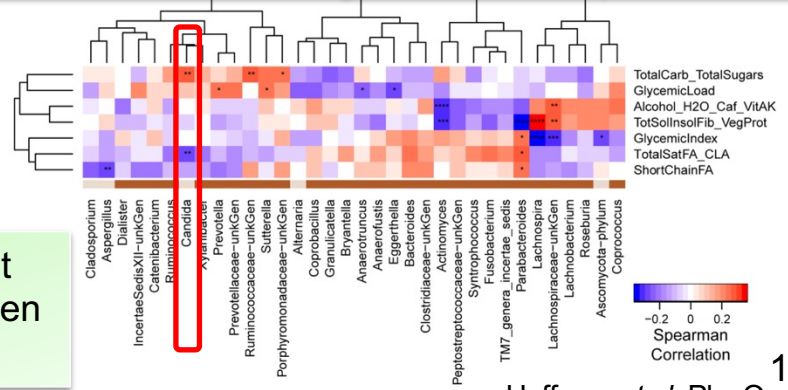 TotalCarb_TotalSugars
GlycemicLoad
Alcohol_H2O_Caf_VitAK
TotSolInsolFib_VegProt
GlycemicIndex
TotalSatFA_CLA
ShortChainFA
Cladosporium
Aspergillus
Dialister
IncertaeSedisXII−unkGen
Catenibacterium
Ruminococcus
Candida
Xylanibacter
Prevotella
Prevotellaceae−unkGen
Ruminococcaceae−unkGen
Sutterella
Porphyromonadaceae−unkGen
Alternaria
Coprobacillus
Granulicatella
Bryantella
Anaerotruncus
Anaerofustis
Eggerthella
Bacteroides
Clostridiaceae−unkGen
Actinomyces
Peptostreptococcaceae−unkGen
Syntrophococcus
Fusobacterium
TM7_genera_incertae_sedis
Parabacteroides
Lachnospira
Lachnospiraceae−unkGen
Lachnobacterium
Roseburia
Ascomycota−phylum
Coprococcus
−0.2 0 0.2
Spearman
Correlation
t
en
1